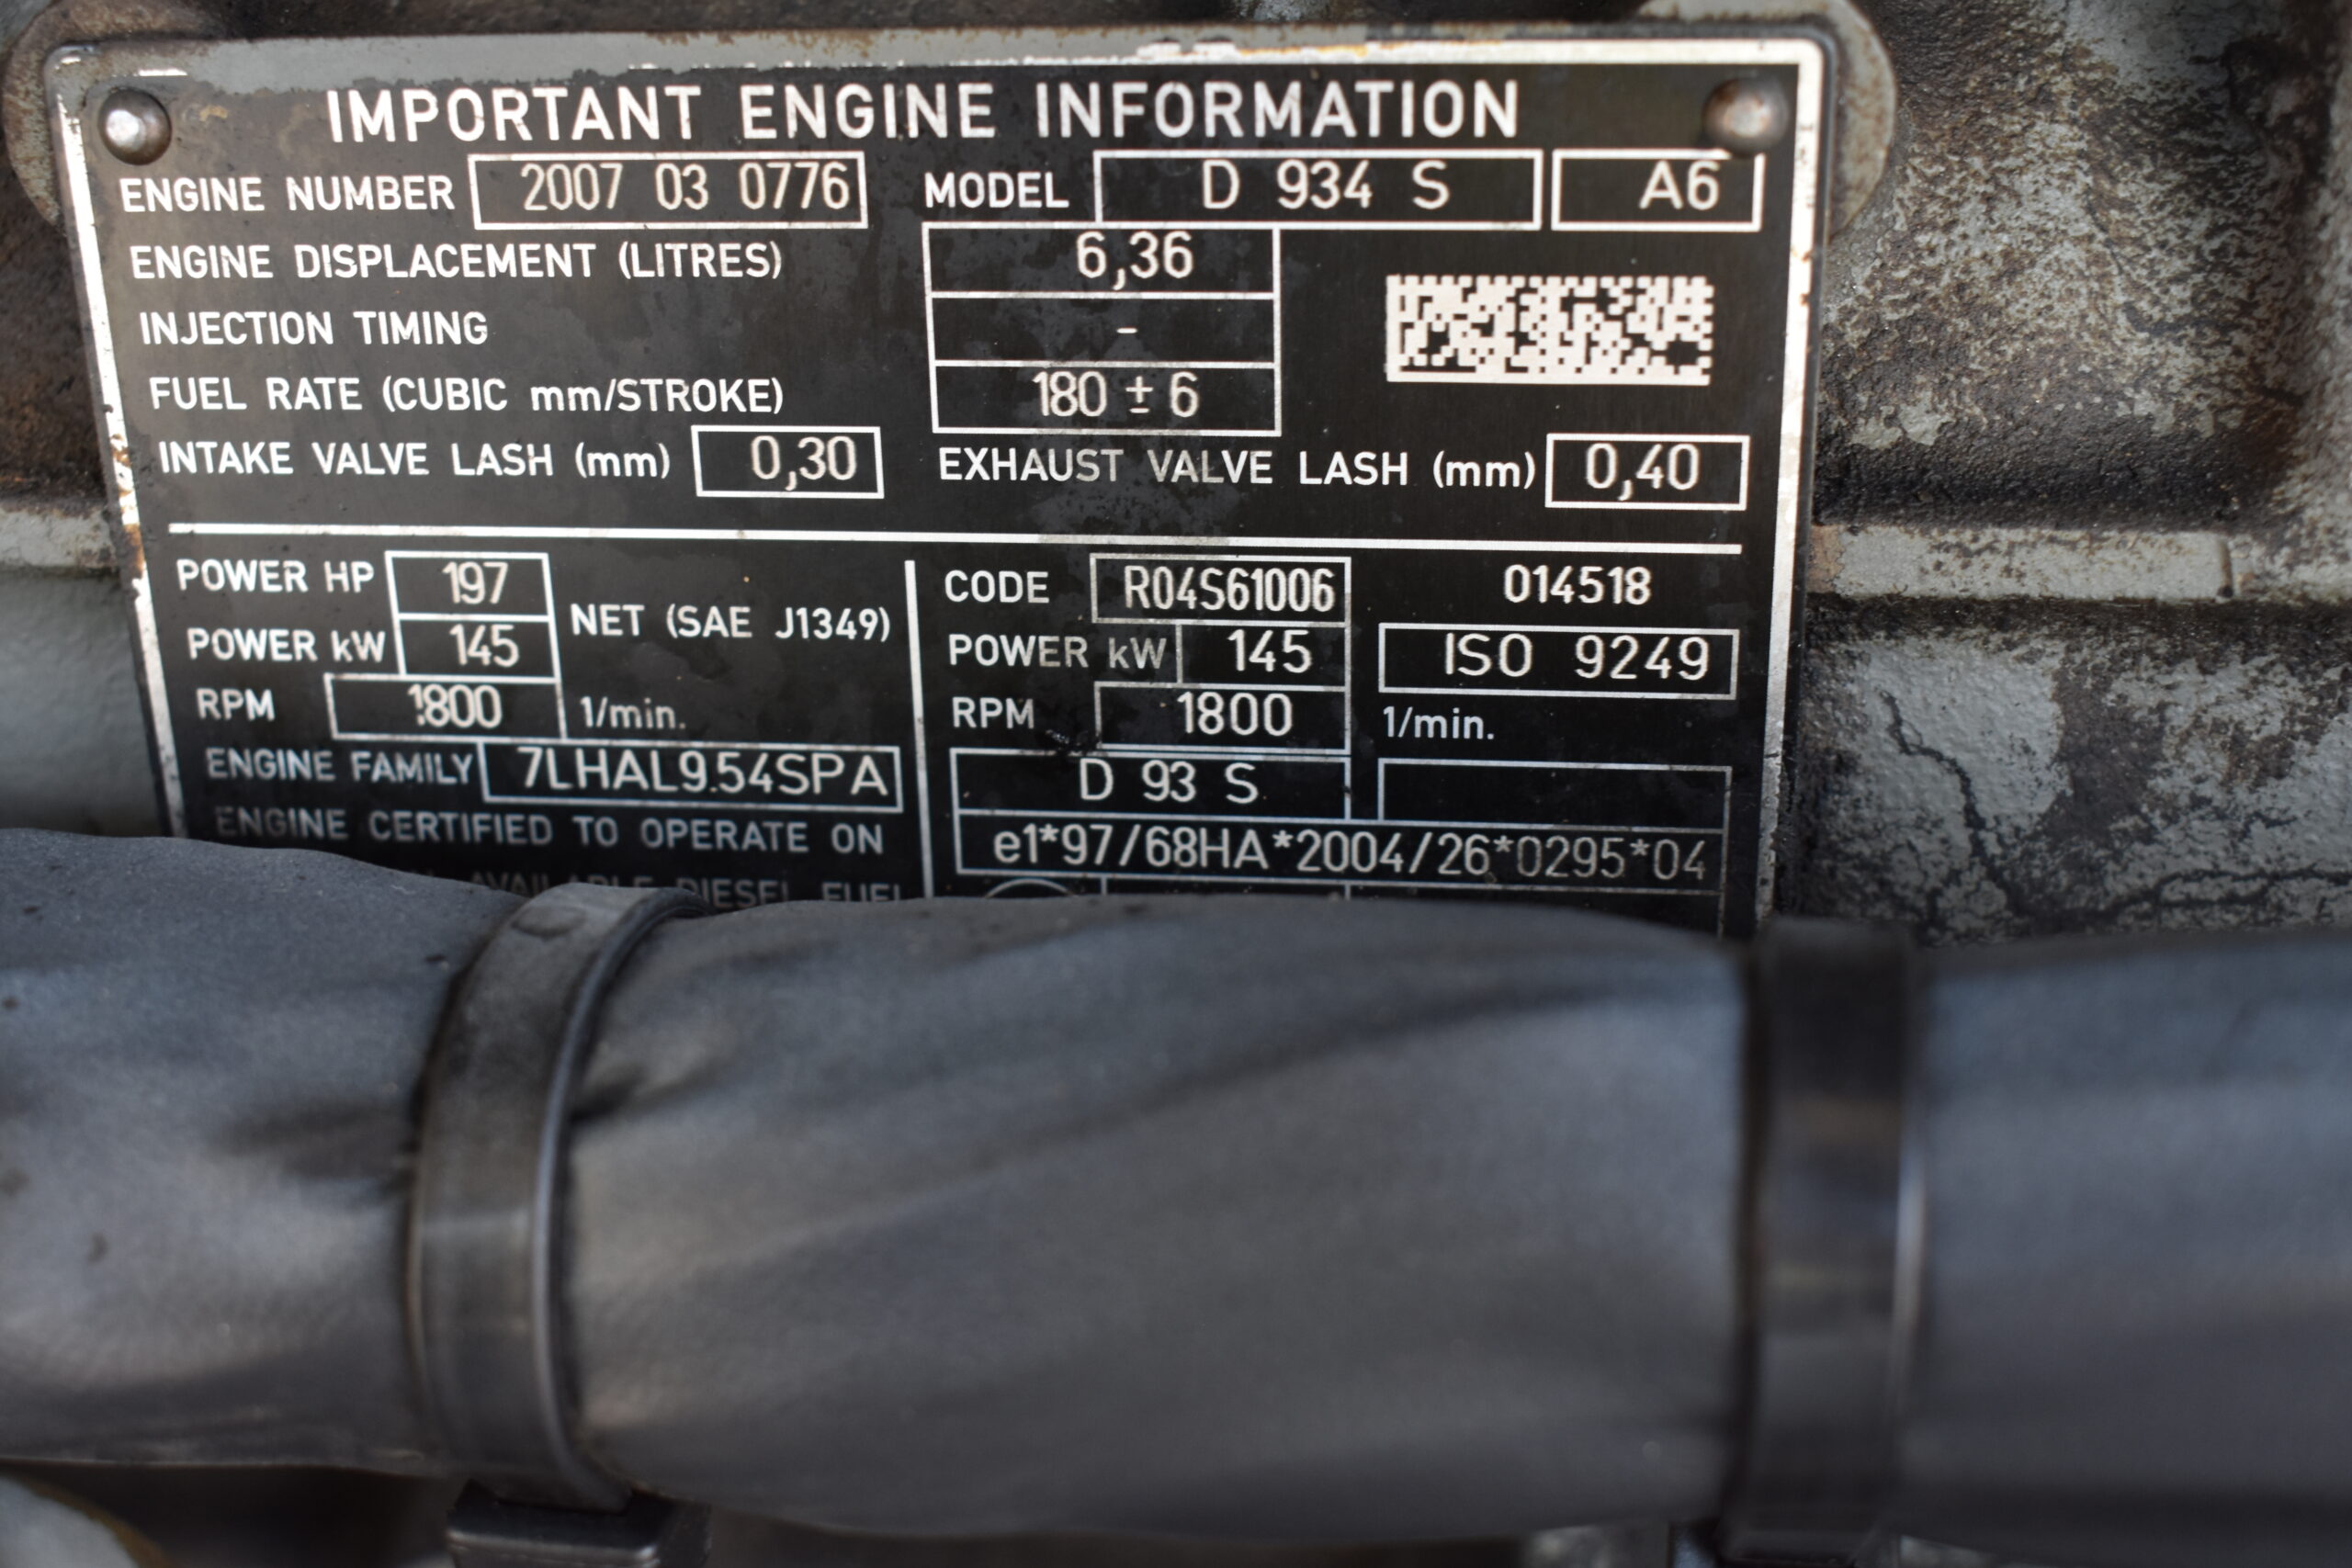 IMPORTANT ENGINE INFORMATION
ENGINE NUMBER 2007 03 0776 MODEL D 934 S A6
ENGINE DISPLACEMENT (LITRES) 6,36
INJECTION TIMING -
FUEL RATE (CUBIC mm/STROKE) 180 ± 6
INTAKE VALVE LASH (mm) 0,30 EXHAUST VALVE LASH (mm) 0,40
POWER HP 197
NET (SAE J1349)
POWER kW 145
RPM 1800 1/min.
ENGINE FAMILY 7LHAL9.54SPA
ENGINE CERTIFIED TO OPERATE ON
AVAILABLE DIESEL FUEL
CODE R04S61006 014518
POWER kW 145 ISO 9249
RPM 1800 1/min.
D 93 S
e1*97/68HA*2004/26*0295*04